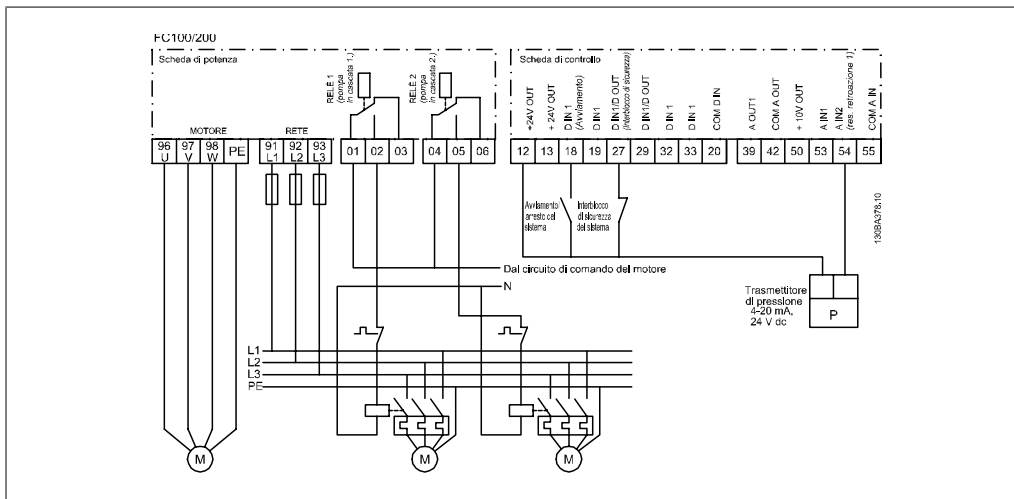 FC100/200
Scheda di potenza
RELÈ 1
(pompa
in cascata 1.)
RELÈ 2
(pompa
in cascata 2.)
MOTORE
RETE
96 97 98 PE 91 92 93 01 02 03 04 05 06
U V W L1 L2 L3
Scheda di controllo
+24V OUT
+ 24V OUT
D IN 1
(Avviamento)
D IN1
D IN1/D OUT
(Interblocco di sicurezza)
D IN1/D OUT
D IN 1
D IN 1
COM D IN
A OUT1
COM A OUT
+ 10V OUT
A IN1
A IN2
(res. retroazione 1)
COM A IN
12 13 18 19 27 29 32 33 20 39 42 50 53 54 55
Avviamento/
arresto del
sistema
Interblocco
di sicurezza
del sistema
130BA378.10
Dal circuito di comando del motore
N
Trasmettitore
di pressione
4-20 mA,
24 V dc
P
L1
L2
L3
PE
M M M